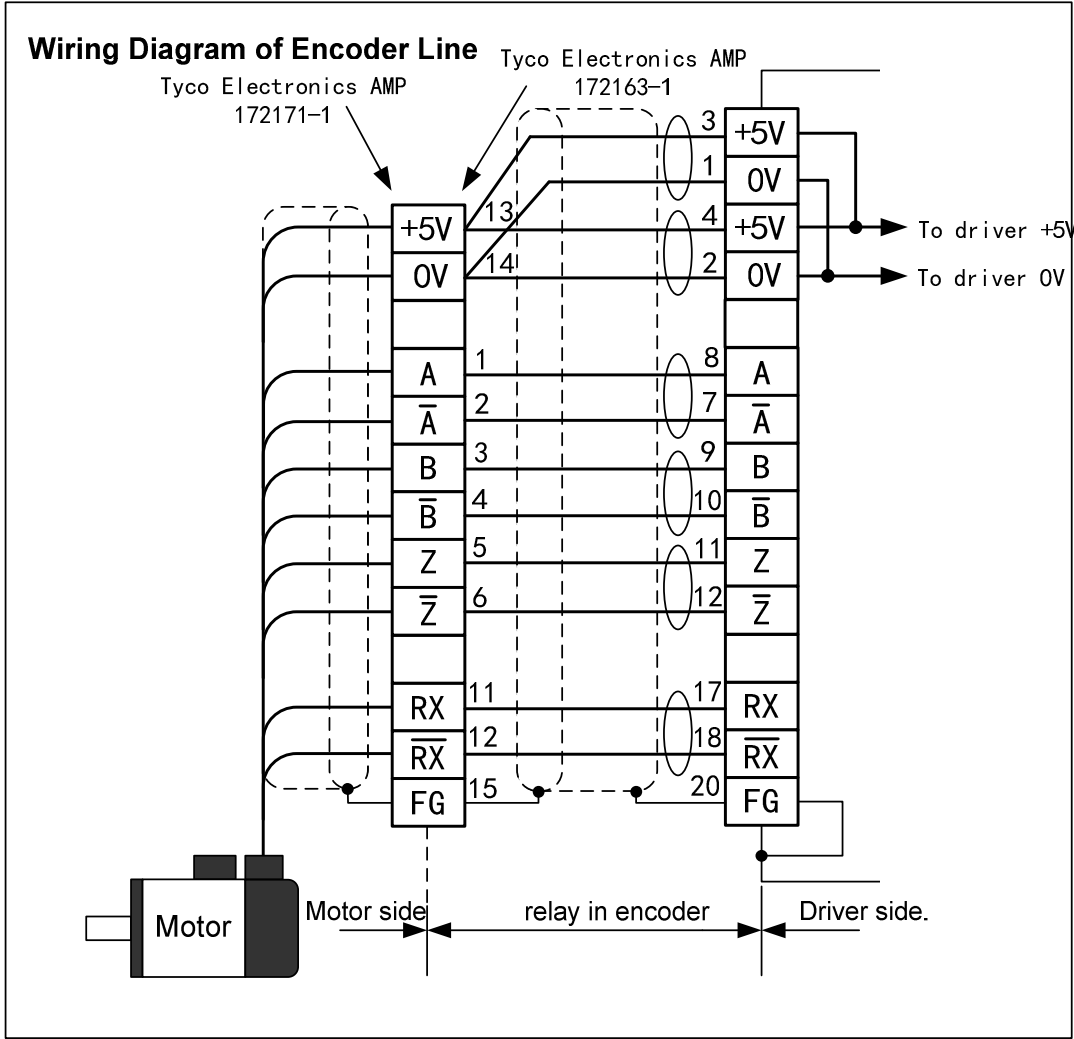 Wiring Diagram of Encoder Line
Tyco Electronics AMP
172171-1
Tyco Electronics AMP
172163-1
+5V
0V
A
A̅
B
B̅
Z
Z̅
RX
R̅X̅
FG
13
14
1
2
3
4
5
6
11
12
15
3
1
4
2
8
7
9
10
11
12
17
18
20
+5V
0V
+5V
0V
A
A̅
B
B̅
Z
Z̅
RX
R̅X̅
FG
To driver +5V
To driver 0V
Motor
Motor side
relay in encoder
Driver side.